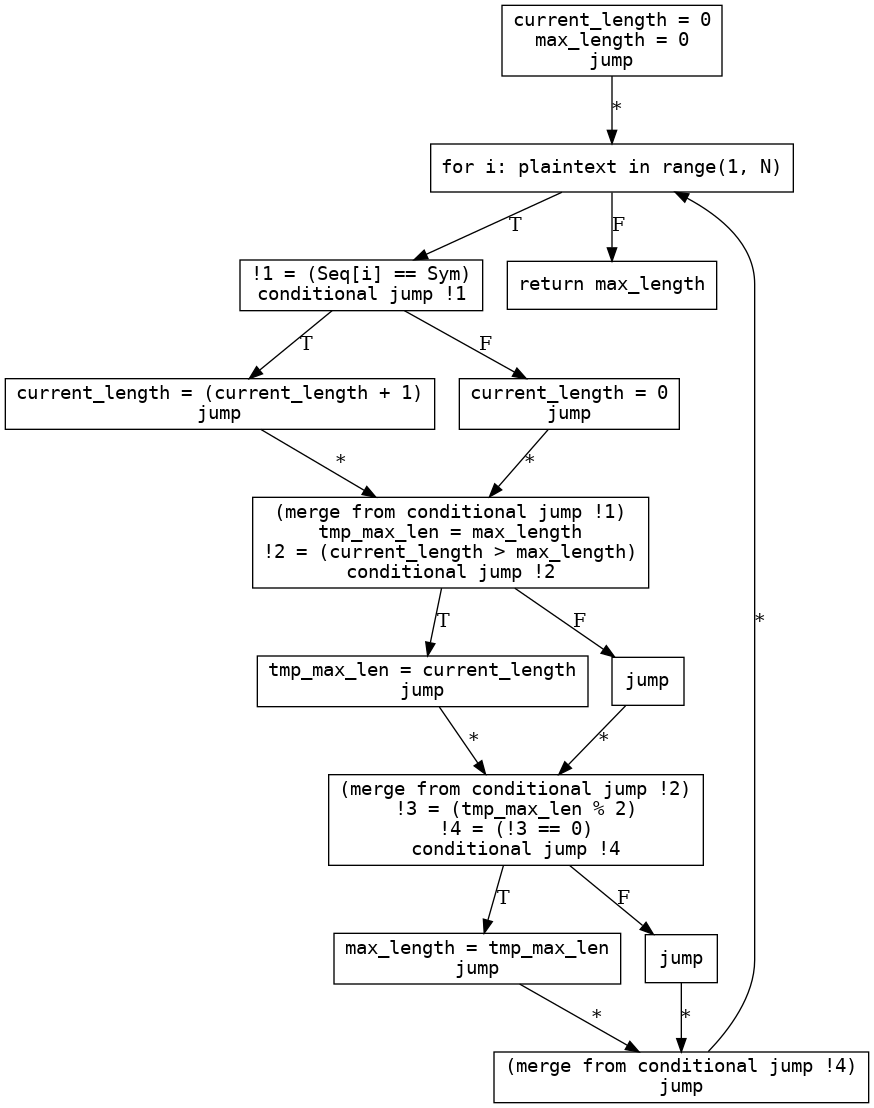 current_length = 0
max_length = 0
jump
*
for i: plaintext in range(1, N)
T
F
!1 = (Seq[i] == Sym)
conditional jump !1
return max_length
T
F
current_length = (current_length + 1)
jump
current_length = 0
jump
*
*
(merge from conditional jump !1)
tmp_max_len = max_length
!2 = (current_length > max_length)
conditional jump !2
T
F
*
tmp_max_len = current_length
jump
jump
*
*
(merge from conditional jump !2)
!3 = (tmp_max_len % 2)
!4 = (!3 == 0)
conditional jump !4
T
F
max_length = tmp_max_len
jump
jump
*
*
(merge from conditional jump !4)
jump